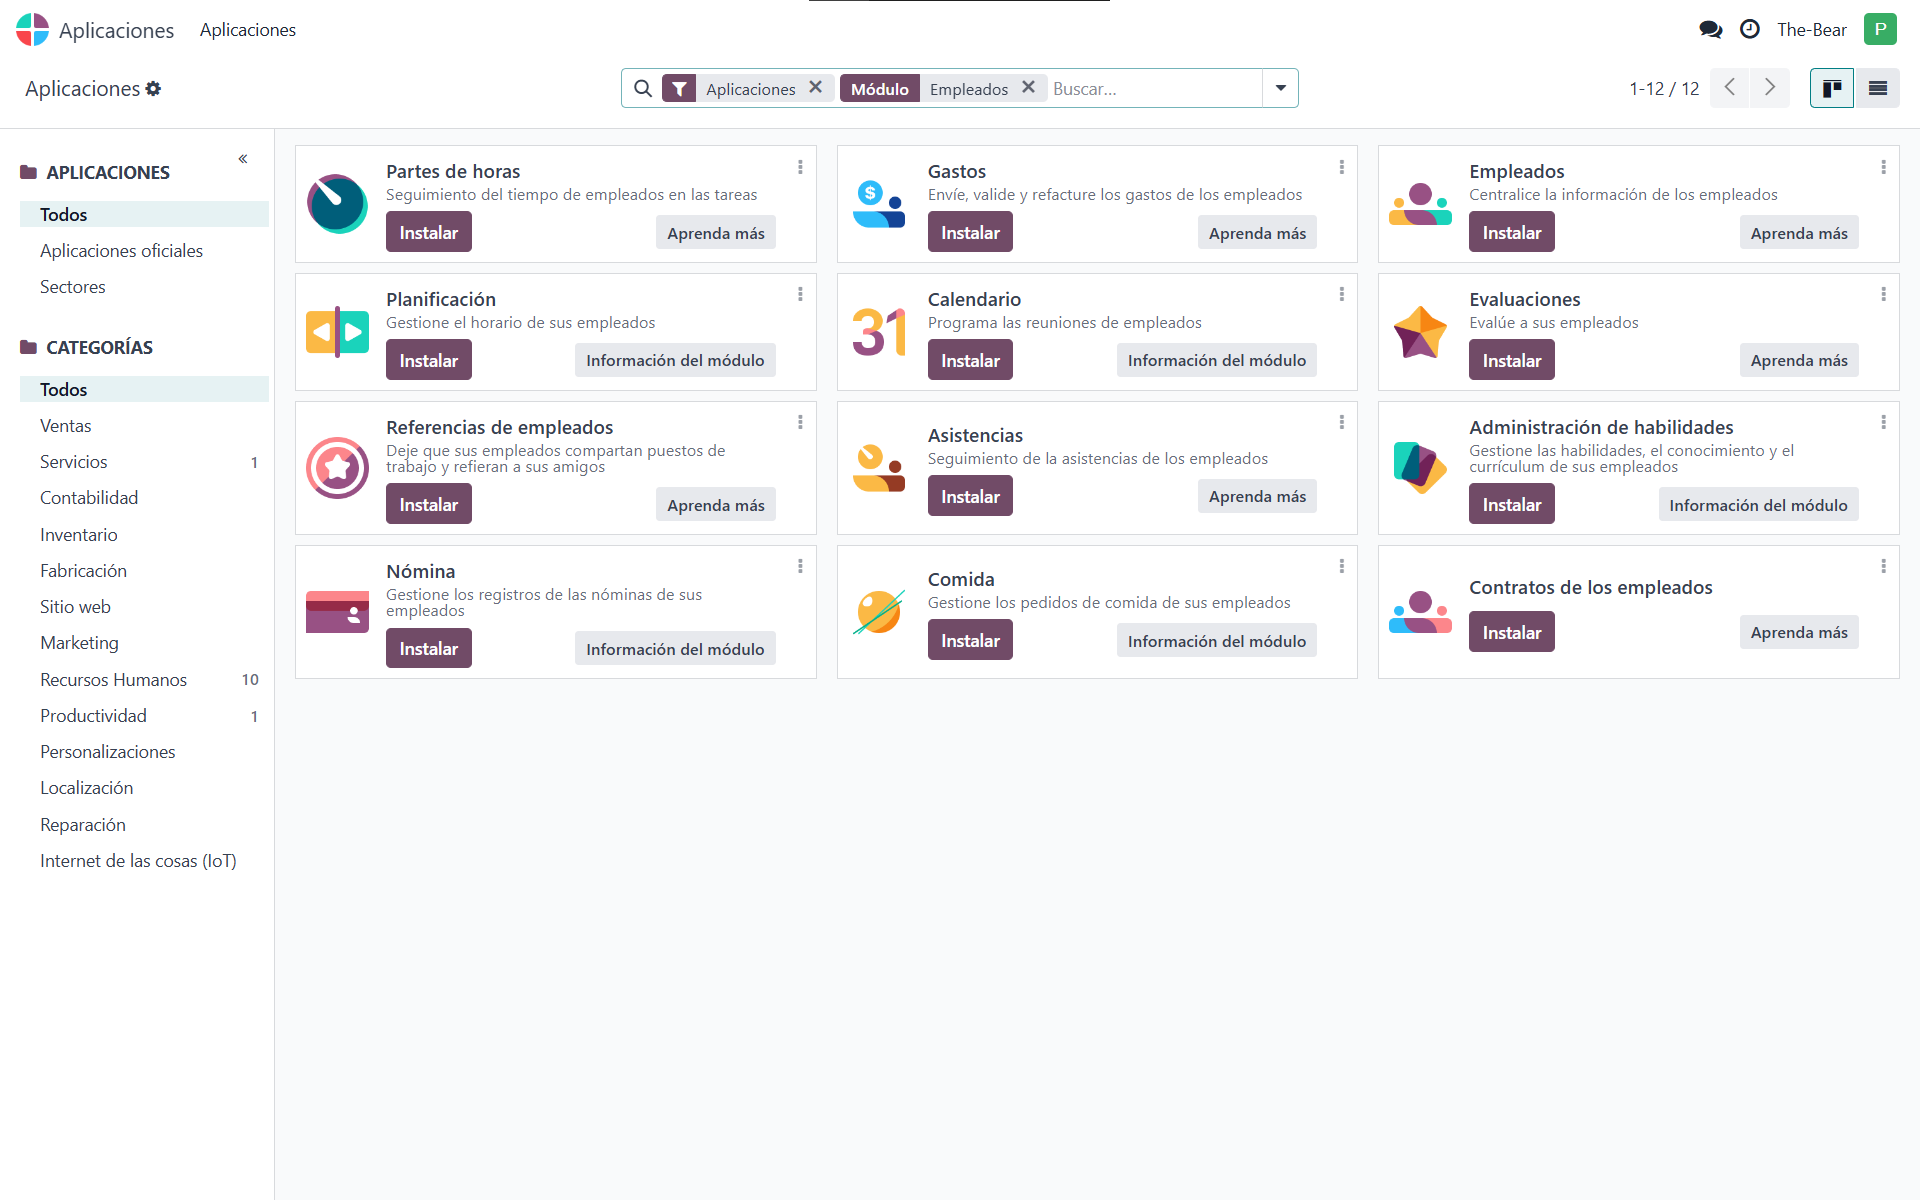 Aplicaciones
Aplicaciones
The-Bear
P
Aplicaciones
Aplicaciones
Módulo
Empleados
Buscar...
1-12 / 12
APLICACIONES
Todos
Aplicaciones oficiales
Sectores
CATEGORÍAS
Todos
Ventas
Servicios 1
Contabilidad
Inventario
Fabricación
Sitio web
Marketing
Recursos Humanos 10
Productividad 1
Personalizaciones
Localización
Reparación
Internet de las cosas (IoT)
Partes de horas
Seguimiento del tiempo de empleados en las tareas
Instalar
Aprenda más
Gastos
Envíe, valide y refacture los gastos de los empleados
Instalar
Aprenda más
Empleados
Centralice la información de los empleados
Instalar
Aprenda más
Planificación
Gestione el horario de sus empleados
Instalar
Información del módulo
31
Calendario
Programa las reuniones de empleados
Instalar
Información del módulo
Evaluaciones
Evalúe a sus empleados
Instalar
Aprenda más
Referencias de empleados
Deje que sus empleados compartan puestos de
trabajo y refieran a sus amigos
Instalar
Aprenda más
Asistencias
Seguimiento de la asistencias de los empleados
Instalar
Aprenda más
Administración de habilidades
Gestione las habilidades, el conocimiento y el
currículum de sus empleados
Instalar
Información del módulo
Nómina
Gestione los registros de las nóminas de sus
empleados
Instalar
Información del módulo
Comida
Gestione los pedidos de comida de sus empleados
Instalar
Información del módulo
Contratos de los empleados
Instalar
Aprenda más